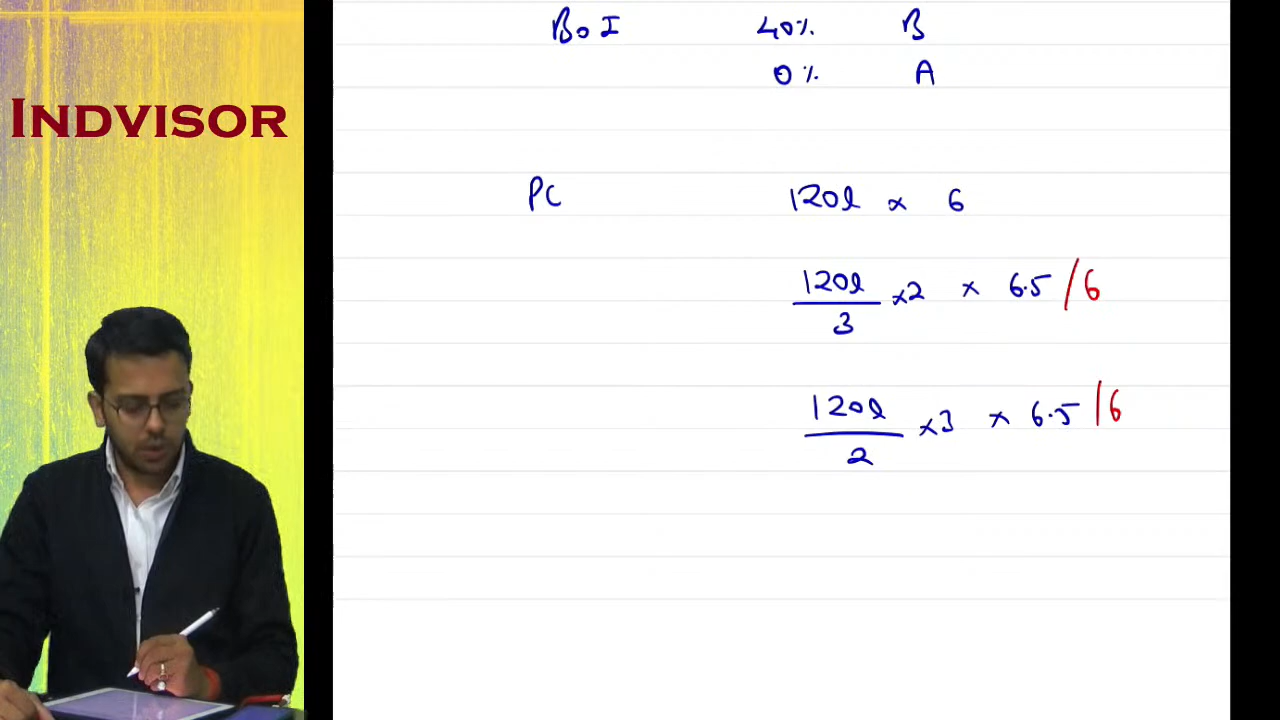 INDVISOR
BOI 40% B
0% A
PC 120l × 6
120l/3 ×2 × 6.5 /6
120l/2 ×3 × 6.5 |6